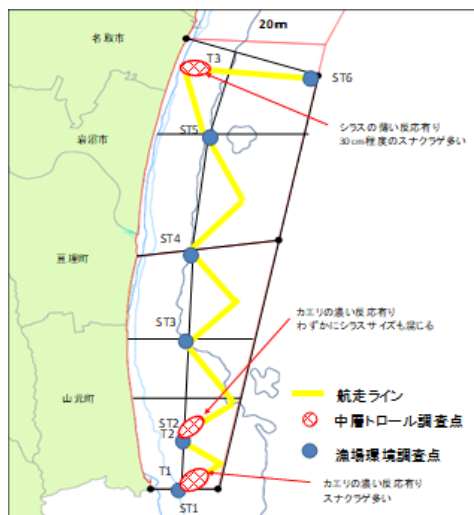 20m
名取市
T3
ST6
シラスの薄い反応有り
30cm程度のスナクラゲ多い
ST5
岩沼市
ST4
亘理町
カエリの濃い反応有り
わずかにシラスサイズも混じる
ST3
山元町
航走ライン
ST2
中層トロール調査点
T2
漁場環境調査点
T1
カエリの濃い反応有り
スナクラゲ多い
ST1